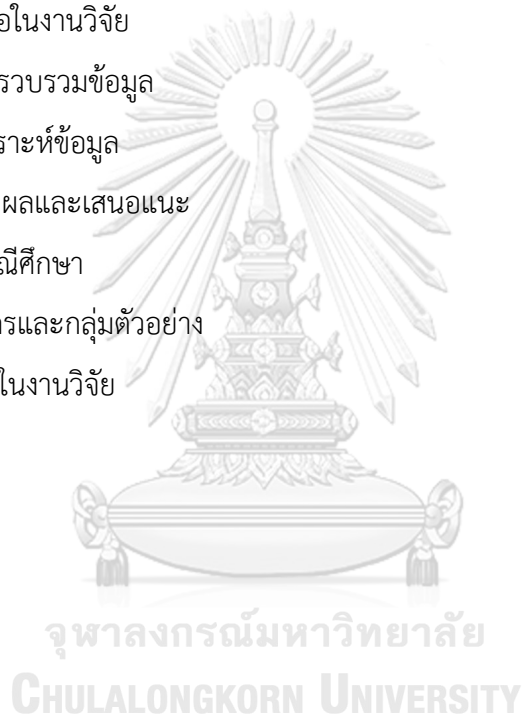 อในงานวิจัย
รวบรวมข้อมูล
ราะห์ข้อมูล
ผลและเสนอแนะ
ณีศึกษา
รและกลุ่มตัวอย่าง
ในงานวิจัย
จุฬาลงกรณ์มหาวิทยาลัย
CHULALONGKORN UNIVERSITY